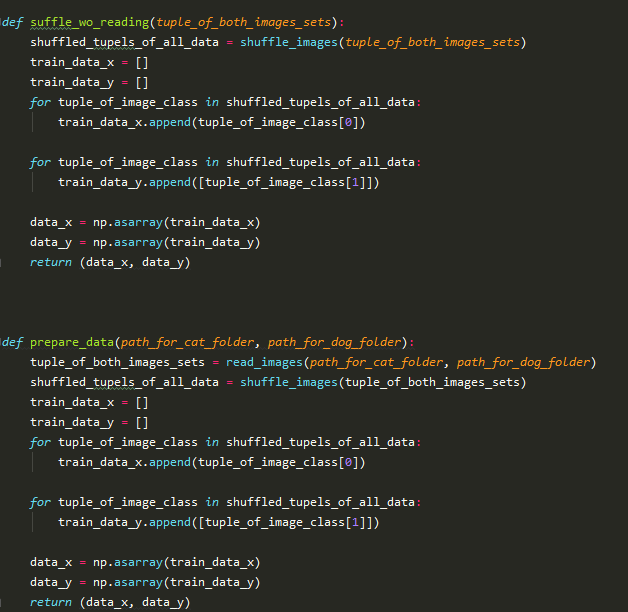 def suffle_wo_reading(tuple_of_both_images_sets):
    shuffled_tupels_of_all_data = shuffle_images(tuple_of_both_images_sets)
    train_data_x = []
    train_data_y = []
    for tuple_of_image_class in shuffled_tupels_of_all_data:
        train_data_x.append(tuple_of_image_class[0])
    for tuple_of_image_class in shuffled_tupels_of_all_data:
        train_data_y.append([tuple_of_image_class[1]])
    data_x = np.asarray(train_data_x)
    data_y = np.asarray(train_data_y)
    return (data_x, data_y)
def prepare_data(path_for_cat_folder, path_for_dog_folder):
    tuple_of_both_images_sets = read_images(path_for_cat_folder, path_for_dog_folder)
    shuffled_tupels_of_all_data = shuffle_images(tuple_of_both_images_sets)
    train_data_x = []
    train_data_y = []
    for tuple_of_image_class in shuffled_tupels_of_all_data:
        train_data_x.append(tuple_of_image_class[0])
    for tuple_of_image_class in shuffled_tupels_of_all_data:
        train_data_y.append([tuple_of_image_class[1]])
    data_x = np.asarray(train_data_x)
    data_y = np.asarray(train_data_y)
    return (data_x, data_y)